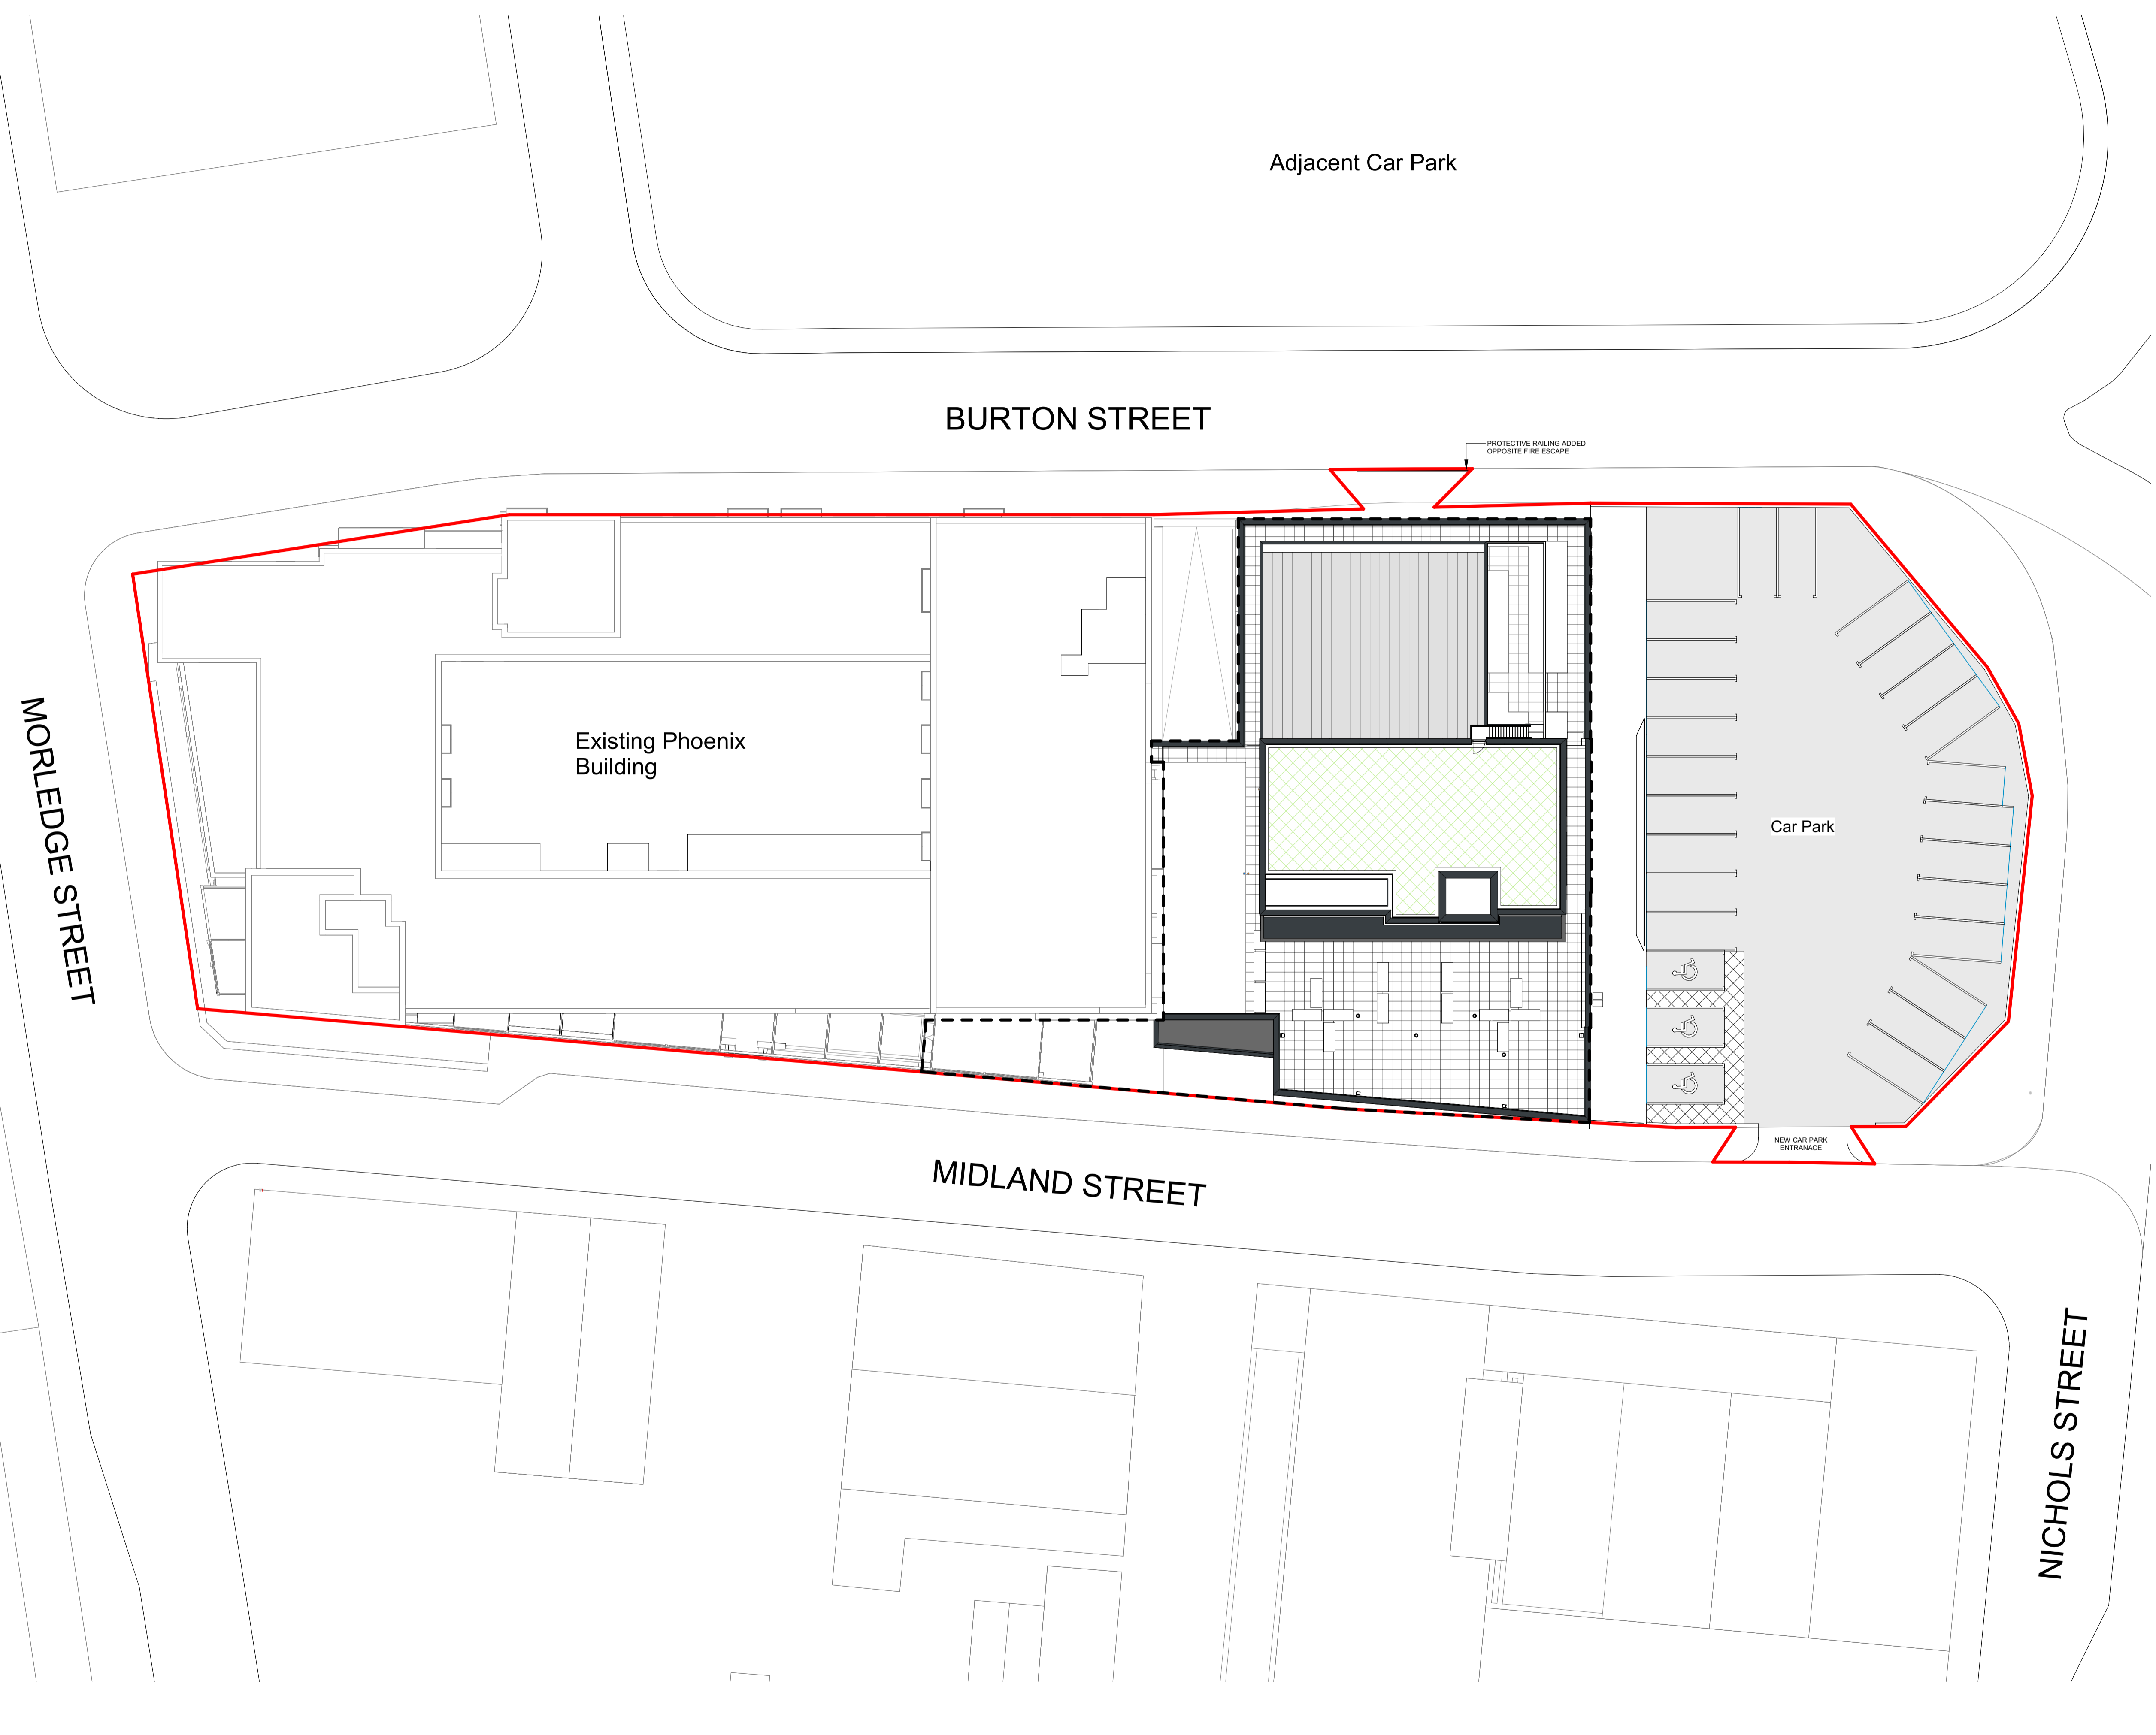 Adjacent Car Park
BURTON STREET
PROTECTIVE RAILING ADDED
OPPOSITE FIRE ESCAPE
Existing Phoenix
Building
MORLEDGE STREET
Car Park
NEW CAR PARK
ENTRANACE
MIDLAND STREET
NICHOLS STREET